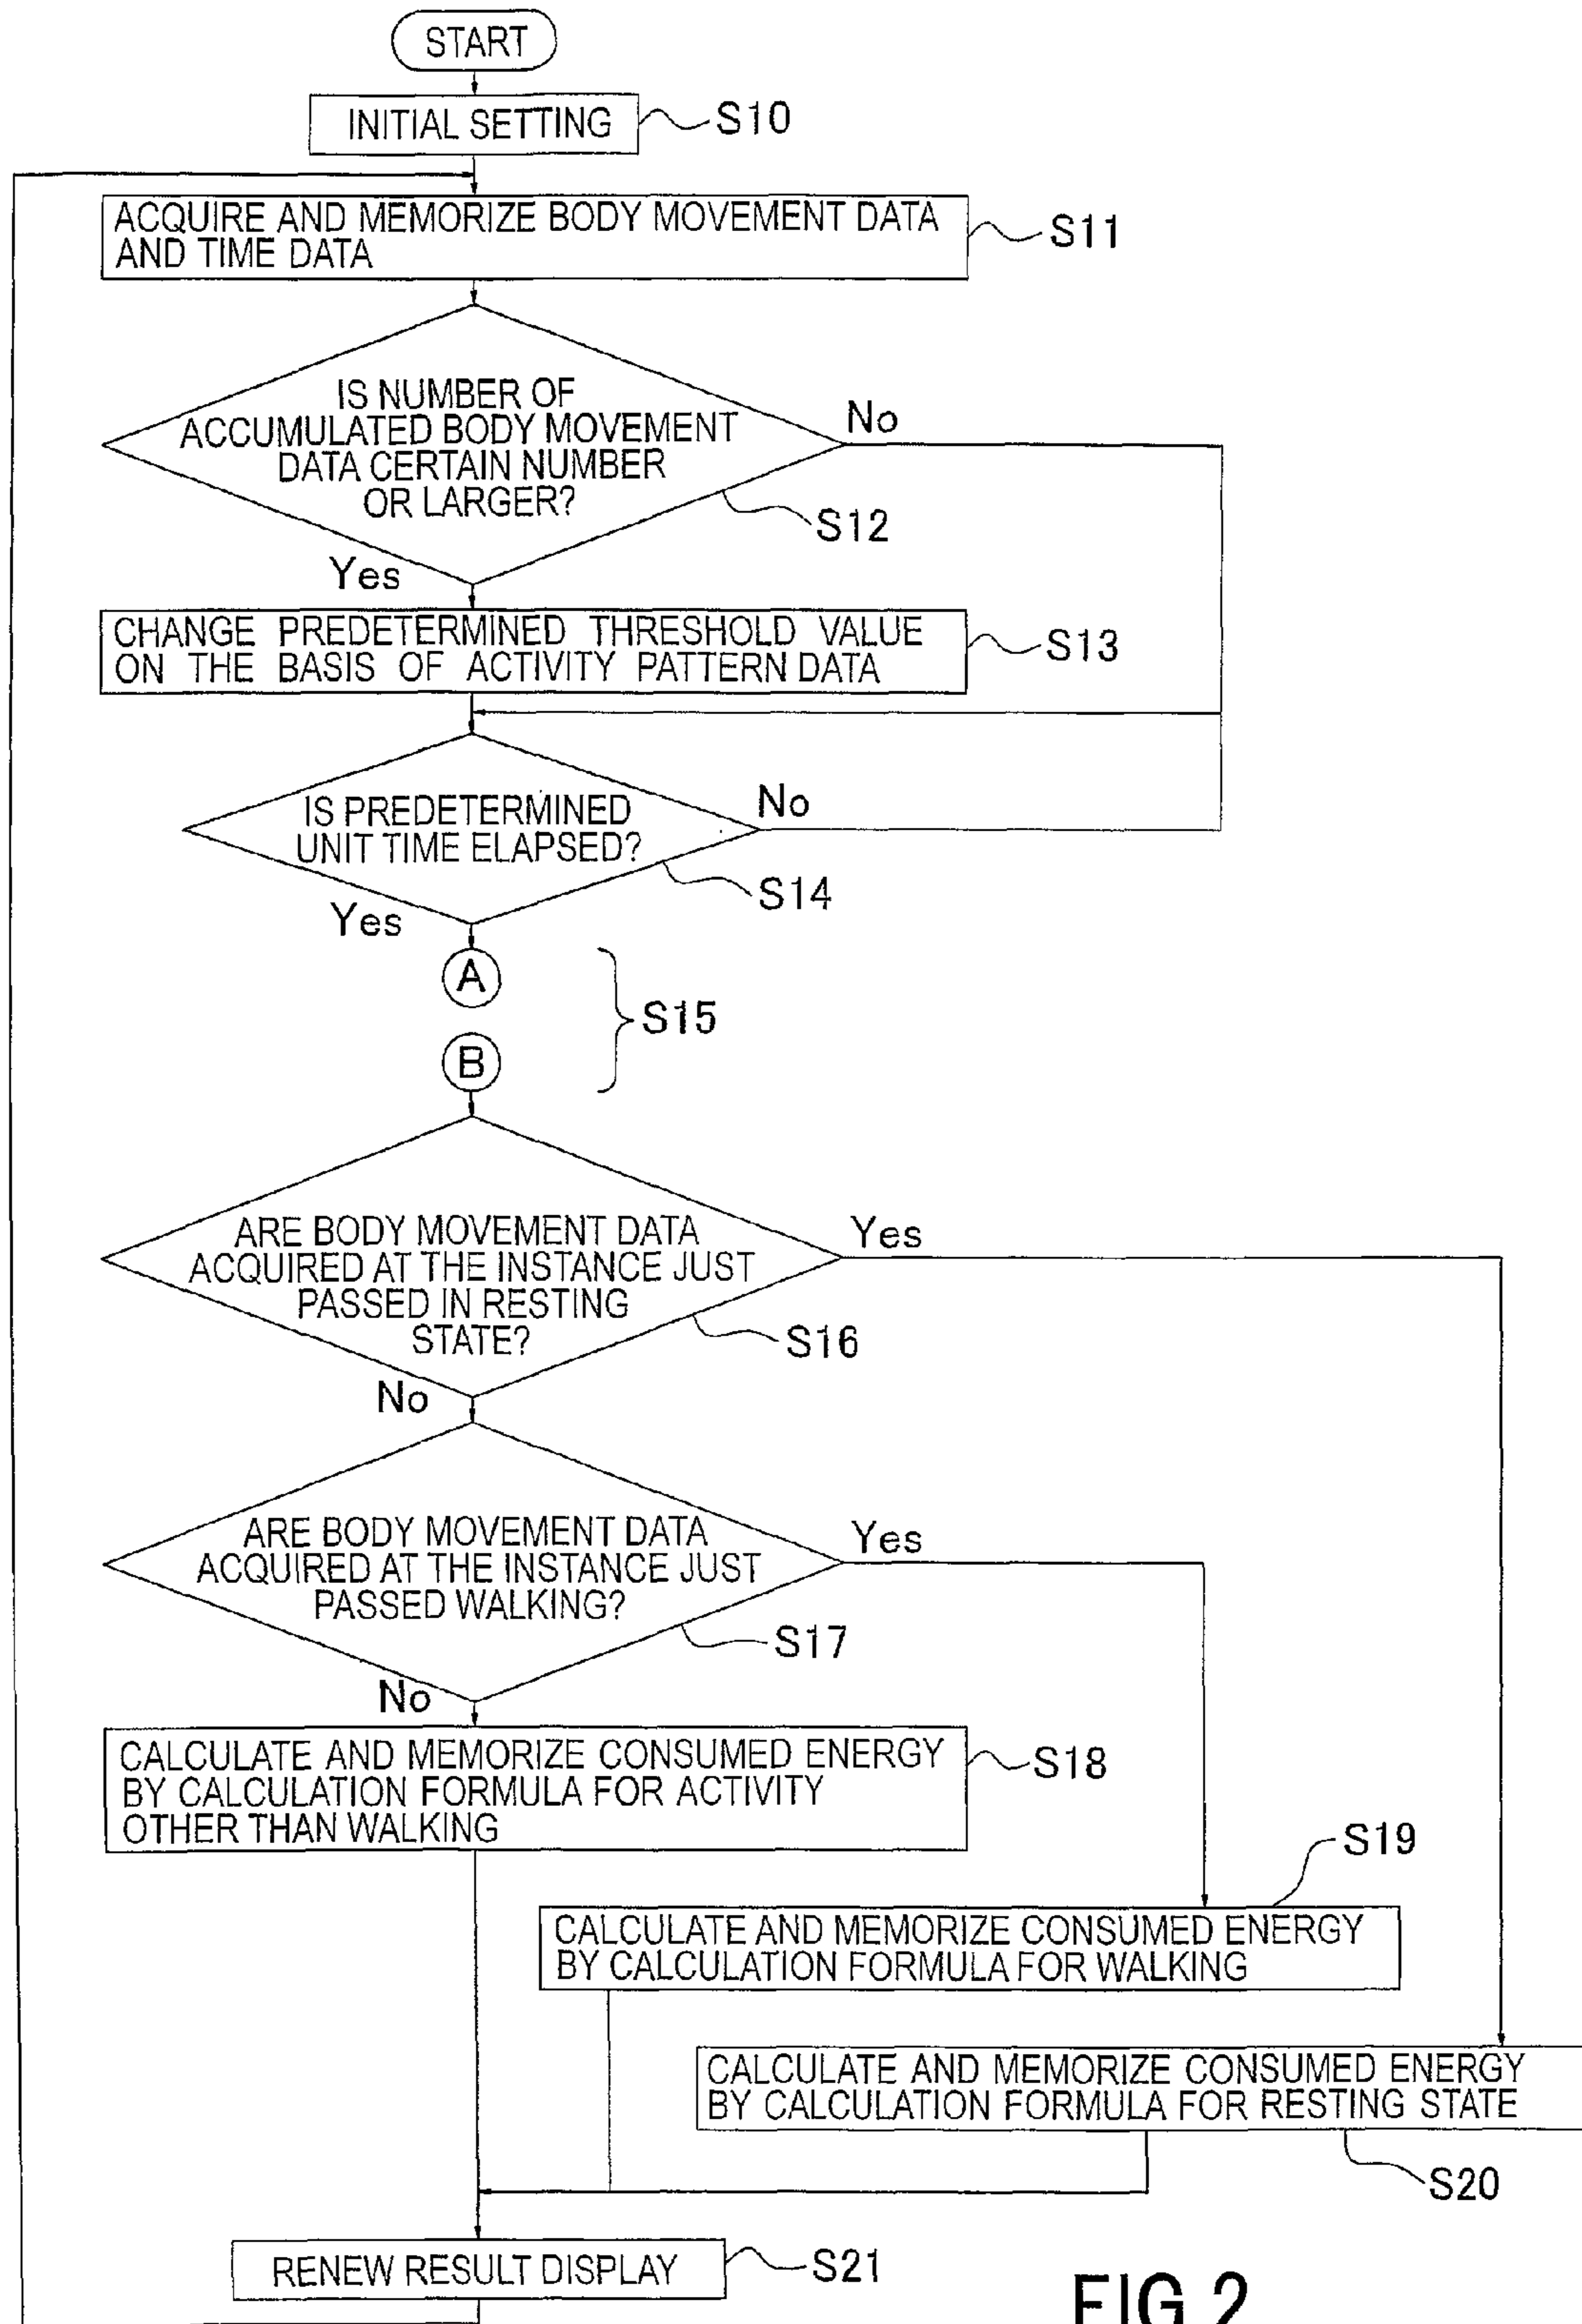 START
INITIAL SETTING
S10
ACQUIRE AND MEMORIZE BODY MOVEMENT DATA
AND TIME DATA
S11
IS NUMBER OF
ACCUMULATED BODY MOVEMENT
DATA CERTAIN NUMBER
OR LARGER?
No
S12
Yes
CHANGE PREDETERMINED THRESHOLD VALUE
ON THE BASIS OF ACTIVITY PATTERN DATA
S13
IS PREDETERMINED
UNIT TIME ELAPSED?
No
S14
Yes
A
S15
B
ARE BODY MOVEMENT DATA
ACQUIRED AT THE INSTANCE JUST
PASSED IN RESTING
STATE?
Yes
S16
No
ARE BODY MOVEMENT DATA
ACQUIRED AT THE INSTANCE JUST
PASSED WALKING?
Yes
S17
No
CALCULATE AND MEMORIZE CONSUMED ENERGY
BY CALCULATION FORMULA FOR ACTIVITY
OTHER THAN WALKING
S18
S19
CALCULATE AND MEMORIZE CONSUMED ENERGY
BY CALCULATION FORMULA FOR WALKING
CALCULATE AND MEMORIZE CONSUMED ENERGY
BY CALCULATION FORMULA FOR RESTING STATE
S20
RENEW RESULT DISPLAY
S21
FIG.2